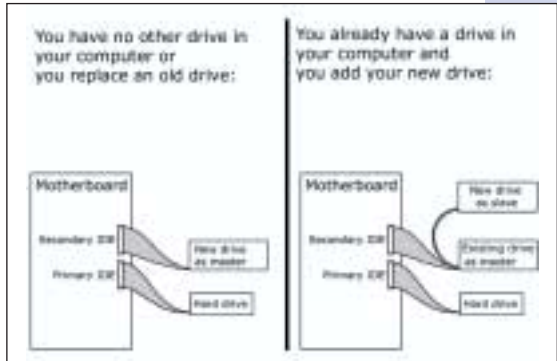 You have no other drive in
your computer or
you replace an old drive:
Motherboard
Secondary IDE
Primary IDE
New drive
as master
Hard drive
You already have a drive in
your computer and
you add your new drive:
Motherboard
Secondary IDE
Primary IDE
New drive
as slave
Existing drive
as master
Hard drive